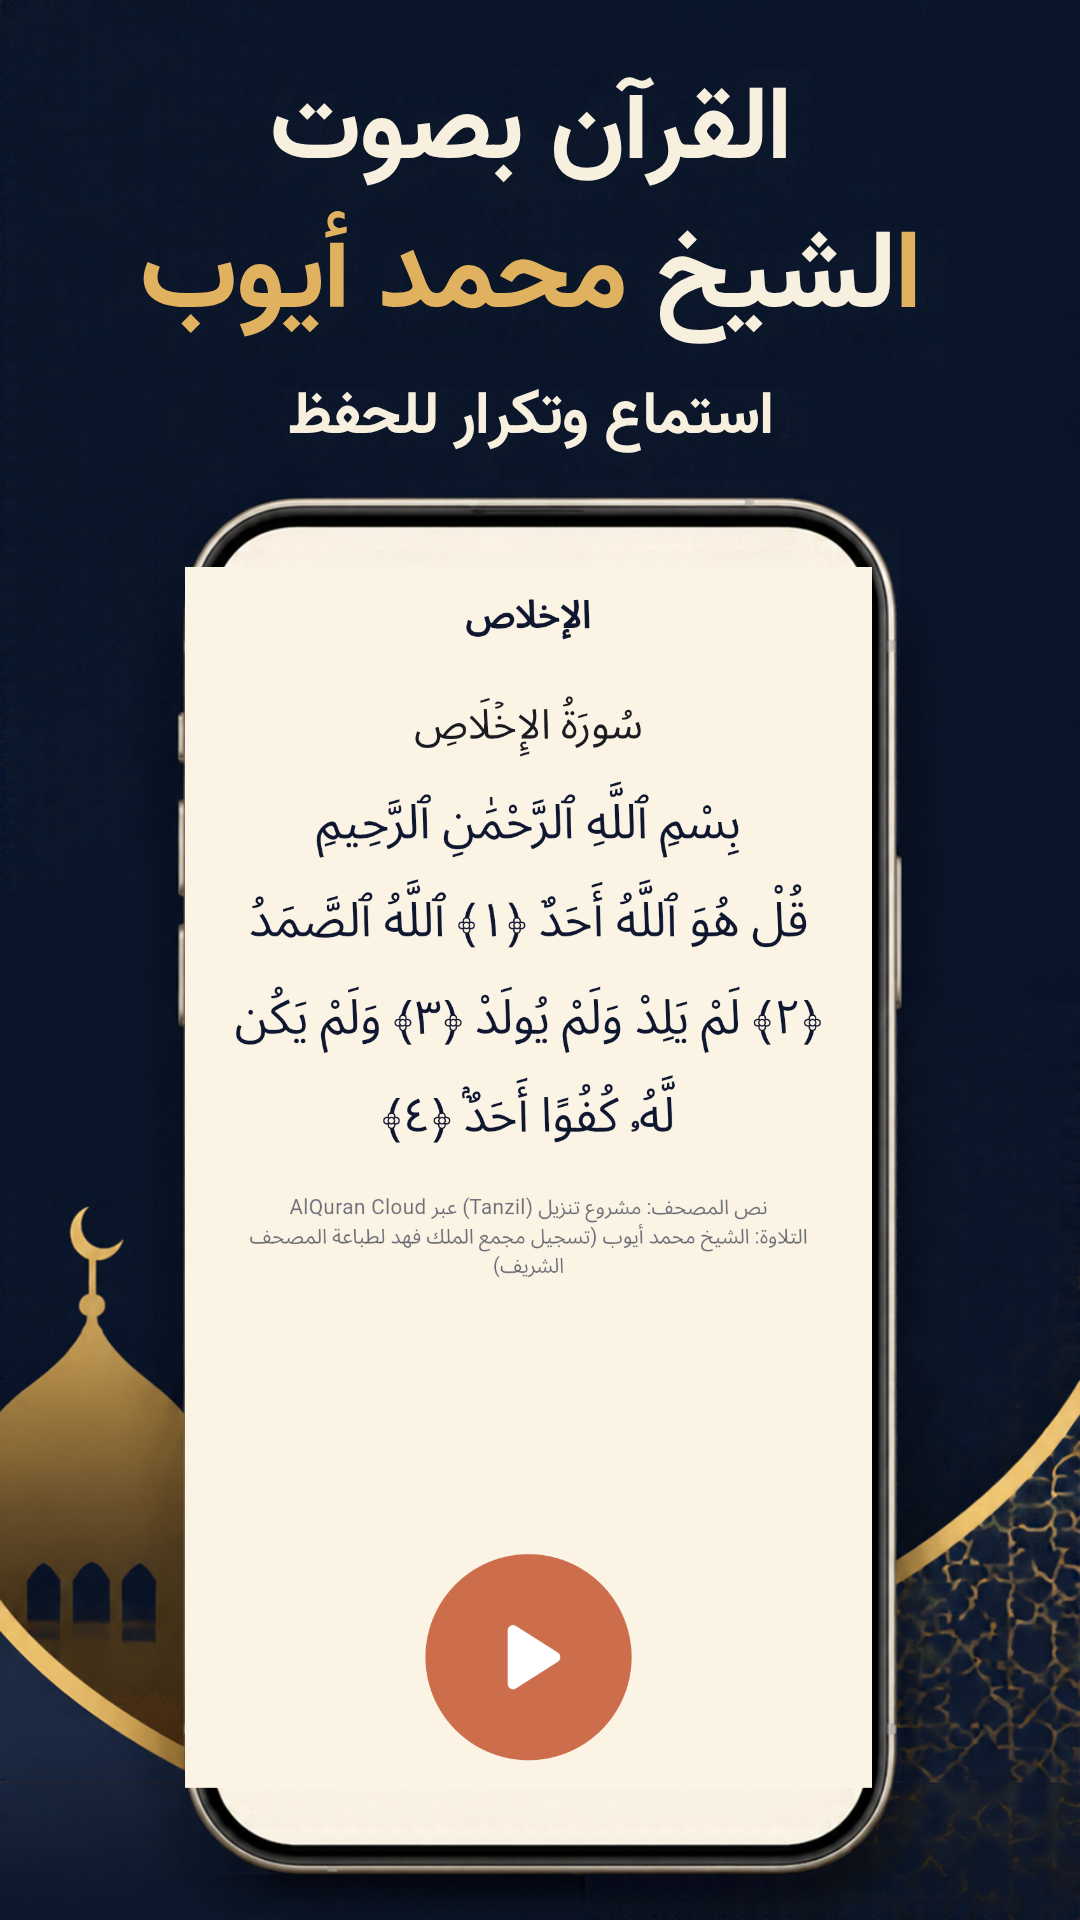 القرآن بصوت
الشيخ محمد أيوب
استماع وتكرار للحفظ
الإخلاص
سُورَةُ الإِخۡلَاصِ
بِسْمِ ٱللَّهِ ٱلرَّحْمَٰنِ ٱلرَّحِيمِ
قُلْ هُوَ ٱللَّهُ أَحَدٌ ﴿١﴾ ٱللَّهُ ٱلصَّمَدُ
﴿٢﴾ لَمْ يَلِدْ وَلَمْ يُولَدْ ﴿٣﴾ وَلَمْ يَكُن
لَّهُۥ كُفُوًا أَحَدٌۢ ﴿٤﴾
نص المصحف: مشروع تنزيل (Tanzil) عبر AlQuran Cloud
التلاوة: الشيخ محمد أيوب (تسجيل مجمع الملك فهد لطباعة المصحف
الشريف)